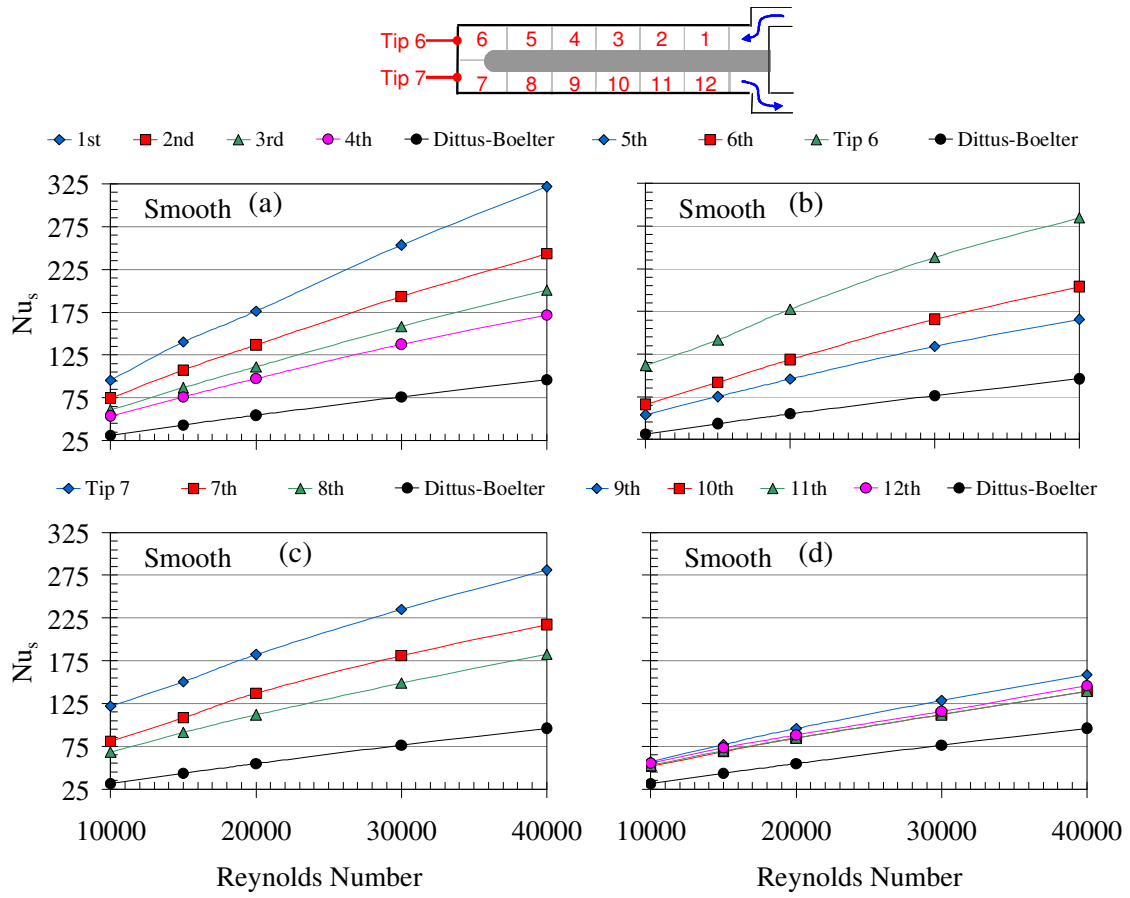 Tip 6
6 5 4 3 2 1
Tip 7
7 8 9 10 11 12
1st 2nd 3rd 4th Dittus-Boelter
5th 6th Tip 6 Dittus-Boelter
Smooth (a)
325
275
225
175
125
75
25
Nus
Smooth (b)
Tip 7 7th 8th Dittus-Boelter
9th 10th 11th 12th Dittus-Boelter
Smooth (c)
325
275
225
175
125
75
25
Nus
10000 20000 30000 40000
Reynolds Number
Smooth (d)
10000 20000 30000 40000
Reynolds Number